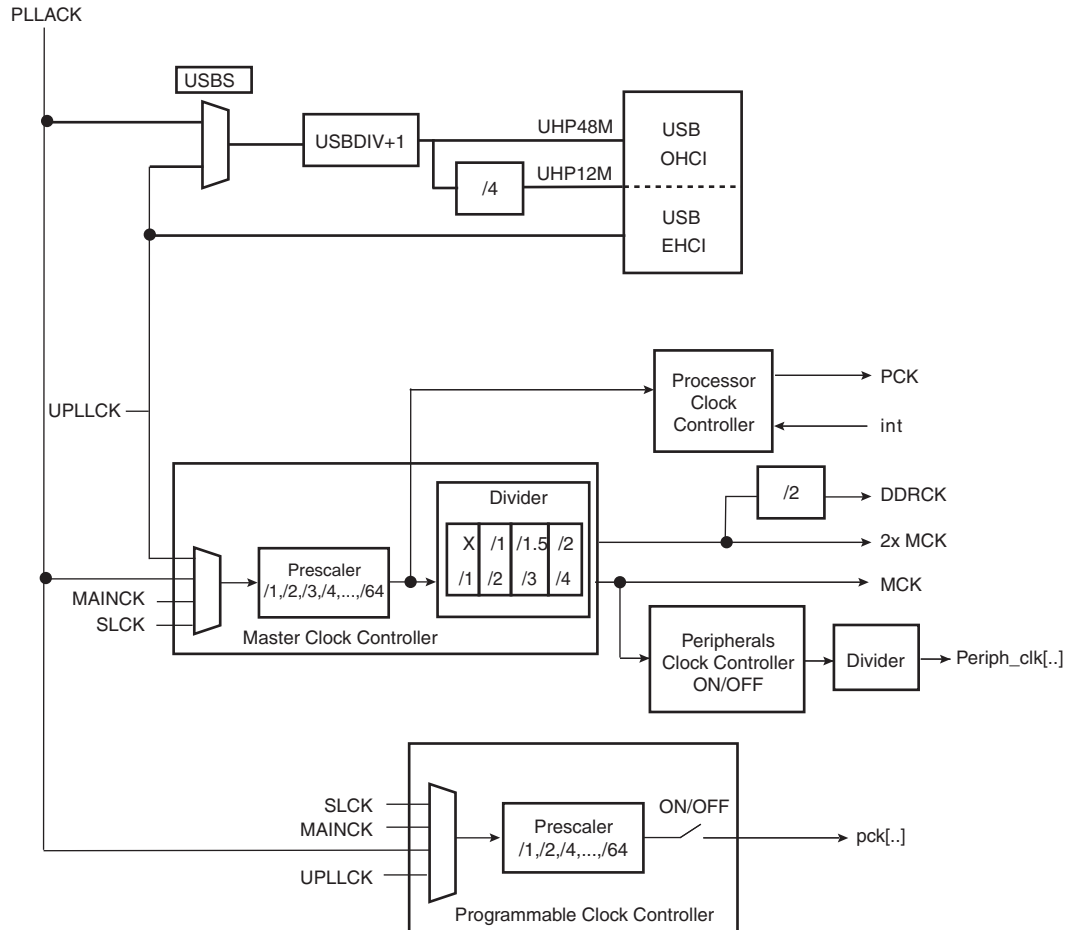 PLLACK
USBS
USBDIV+1
UHP48M
USB
OHCI
/4
UHP12M
USB
EHCI
UPLLCK
Processor
Clock
Controller
PCK
int
/2
DDRCK
Divider
X /1 /1.5 /2
/1 /2 /3 /4
2x MCK
MCK
Prescaler
/1,/2,/3,/4,...,/64
MAINCK
SLCK
Master Clock Controller
Peripherals
Clock Controller
ON/OFF
Divider
Periph_clk[..]
SLCK
MAINCK
UPLLCK
Prescaler
/1,/2,/4,...,/64
ON/OFF
pck[..]
Programmable Clock Controller